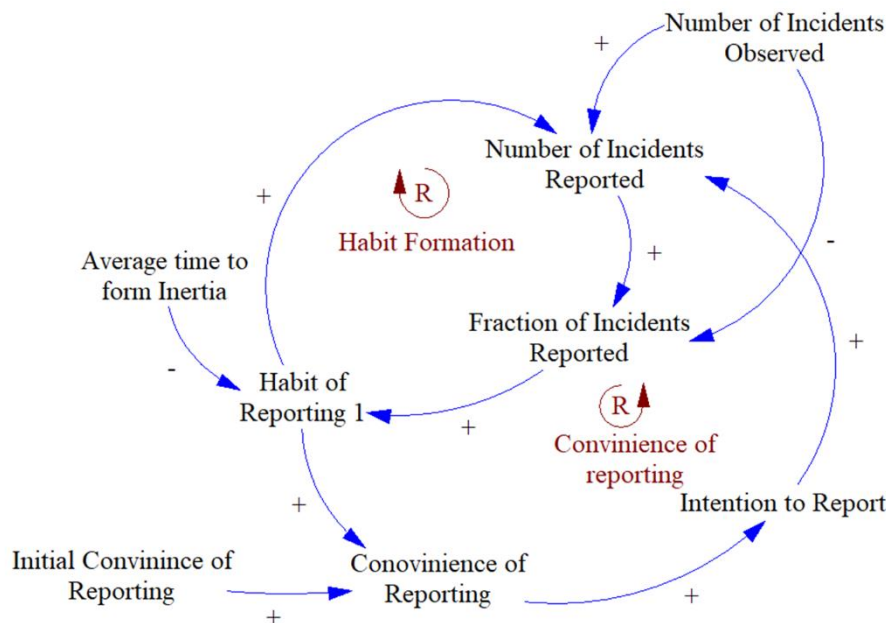 Number of Incidents
Observed
+
Number of Incidents
Reported
R
Habit Formation
+
-
+
Average time to
form Inertia
Fraction of Incidents
Reported
+
-
Habit of
Reporting 1
R
+
Convinience of
reporting
Intention to Report
+
Initial Convinince of
Reporting
Conovinience of
Reporting
+
+